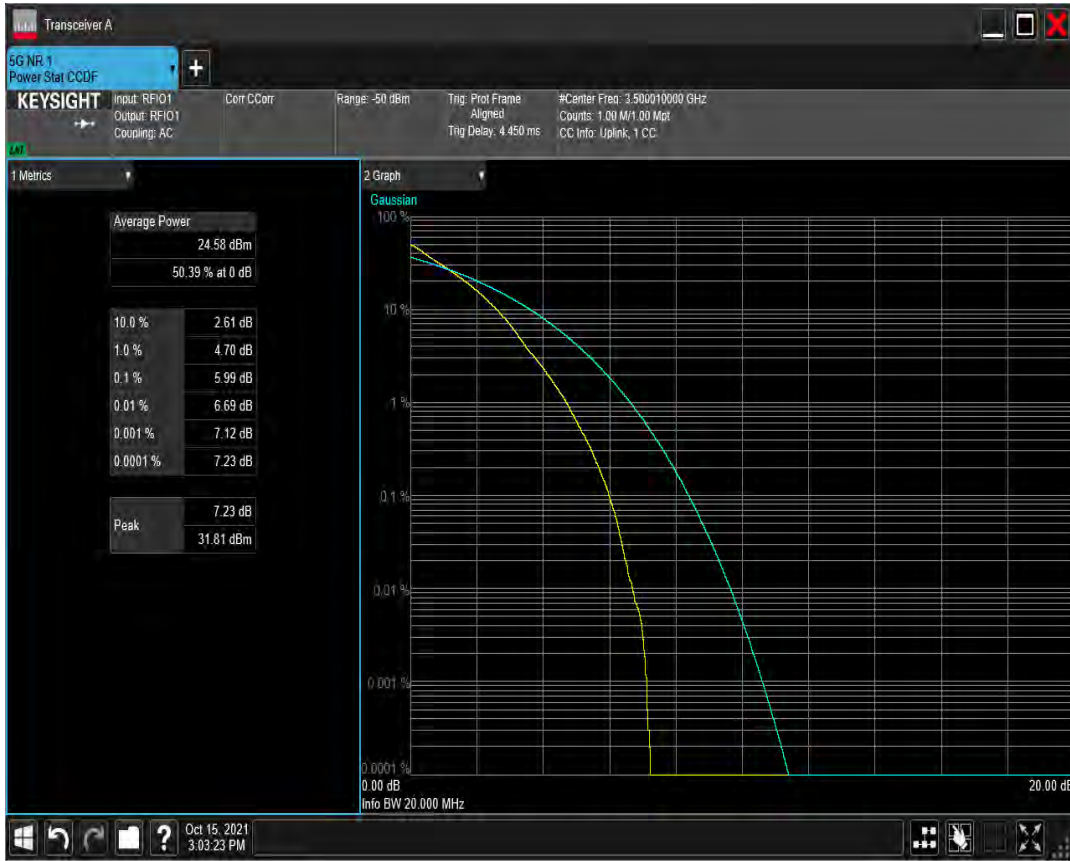 Transceiver A
5G NR 1
Power Stat CCDF
+
KEYSIGHT
Input: RFIO1
Output: RFIO1
Coupling: AC
Corr CCorr
Range: -50 dBm
Trig: Prot Frame
Aligned
Trig Delay: 4.450 ms
#Center Freq: 3.500010000 GHz
Counts: 1.00 M/1.00 Mpt
CC Info: Uplink, 1 CC
LNI
1 Metrics
Average Power
24.58 dBm
50.39 % at 0 dB
10.0 % 2.61 dB
1.0 % 4.70 dB
0.1 % 5.99 dB
0.01 % 6.69 dB
0.001 % 7.12 dB
0.0001 % 7.23 dB
Peak
7.23 dB
31.81 dBm
2 Graph
Gaussian
100 %
10 %
1 %
0.1 %
0.01 %
0.001 %
0.0001 %
0.00 dB 20.00 dB
Info BW 20.000 MHz
?
Oct 15, 2021
3:03:23 PM